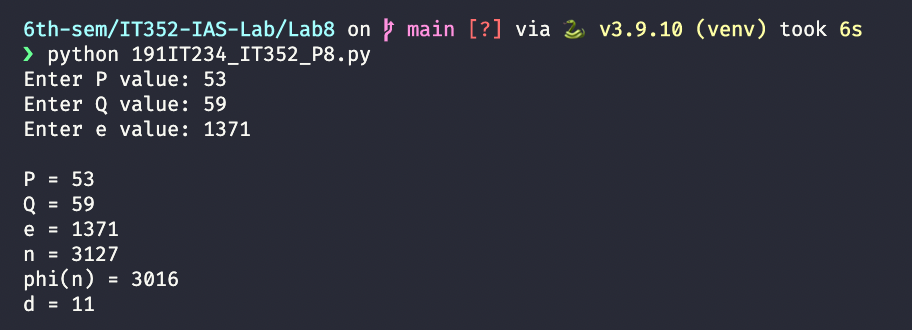 6th-sem/IT352-IAS-Lab/Lab8 on main [?] via 🐍 v3.9.10 (venv) took 6s
❯ python 191IT234_IT352_P8.py
Enter P value: 53
Enter Q value: 59
Enter e value: 1371
P = 53
Q = 59
e = 1371
n = 3127
phi(n) = 3016
d = 11